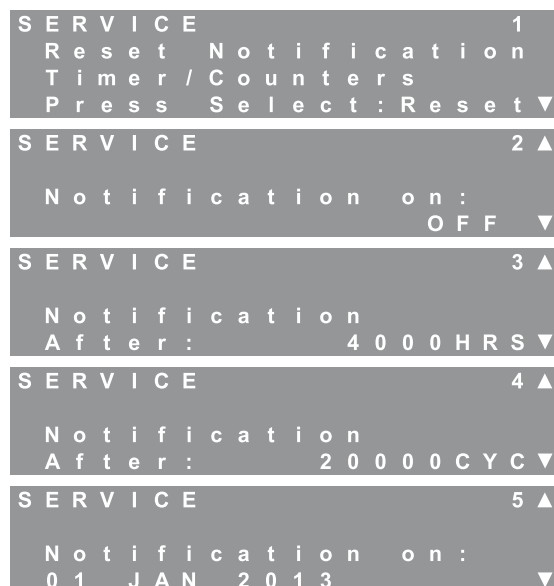 SERVICE 1
Reset Notification
Timer/Counters
Press Select:Reset▼
SERVICE 2▲
Notification on:
OFF ▼
SERVICE 3▲
Notification
After: 4000HRS▼
SERVICE 4▲
Notification
After: 20000CYC▼
SERVICE 5▲
Notification on:
01 JAN 2013 ▼